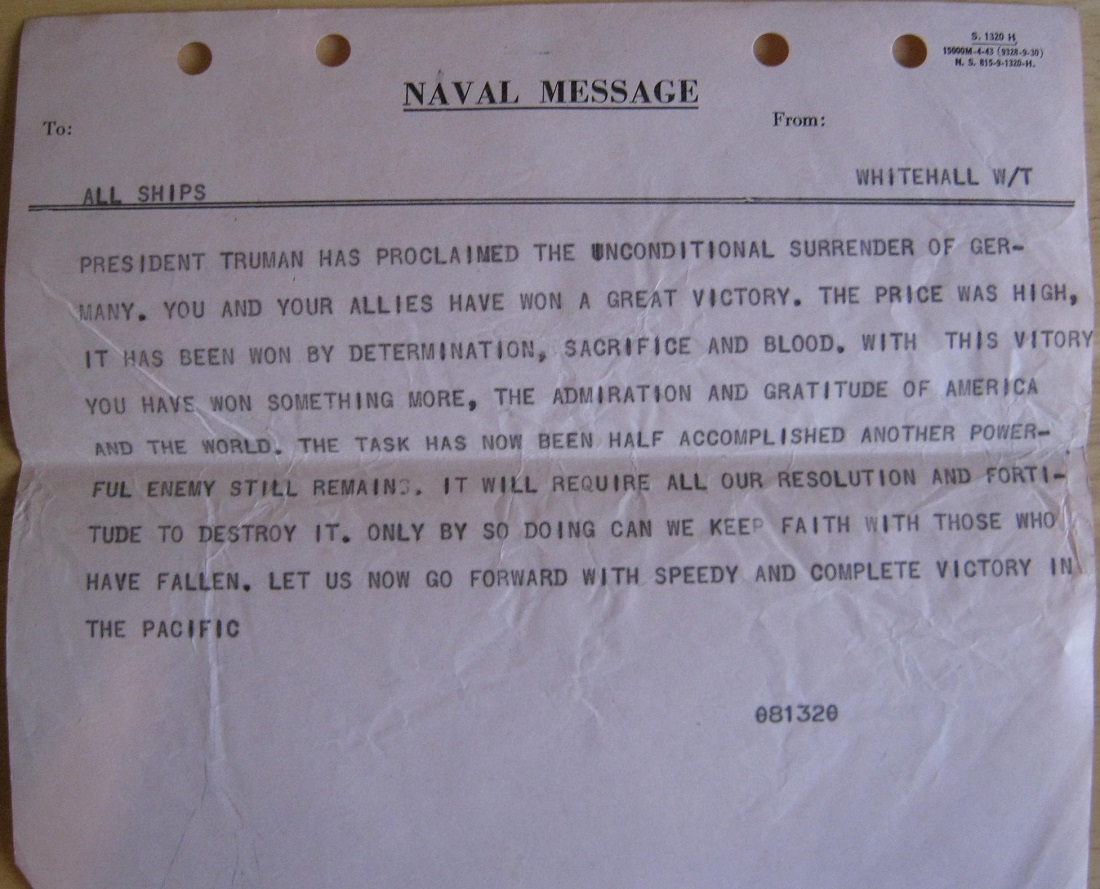 S. 1320 H
15000M-4-43 (9328-9-30)
N. S. 815-9-1320-H.
NAVAL MESSAGE
To:
From:
ALL SHIPS
WHITEHALL W/T
PRESIDENT TRUMAN HAS PROCLAIMED THE UNCONDITIONAL SURRENDER OF GER-
MANY. YOU AND YOUR ALLIES HAVE WON A GREAT VICTORY. THE PRICE WAS HIGH,
IT HAS BEEN WON BY DETERMINATION, SACRIFICE AND BLOOD. WITH THIS VITORY
YOU HAVE WON SOMETHING MORE, THE ADMIRATION AND GRATITUDE OF AMERICA
AND THE WORLD. THE TASK HAS NOW BEEN HALF ACCOMPLISHED ANOTHER POWER-
FUL ENEMY STILL REMAINS. IT WILL REQUIRE ALL OUR RESOLUTION AND FORTI-
TUDE TO DESTROY IT. ONLY BY SO DOING CAN WE KEEP FAITH WITH THOSE WHO
HAVE FALLEN. LET US NOW GO FORWARD WITH SPEEDY AND COMPLETE VICTORY IN
THE PACIFIC
081320